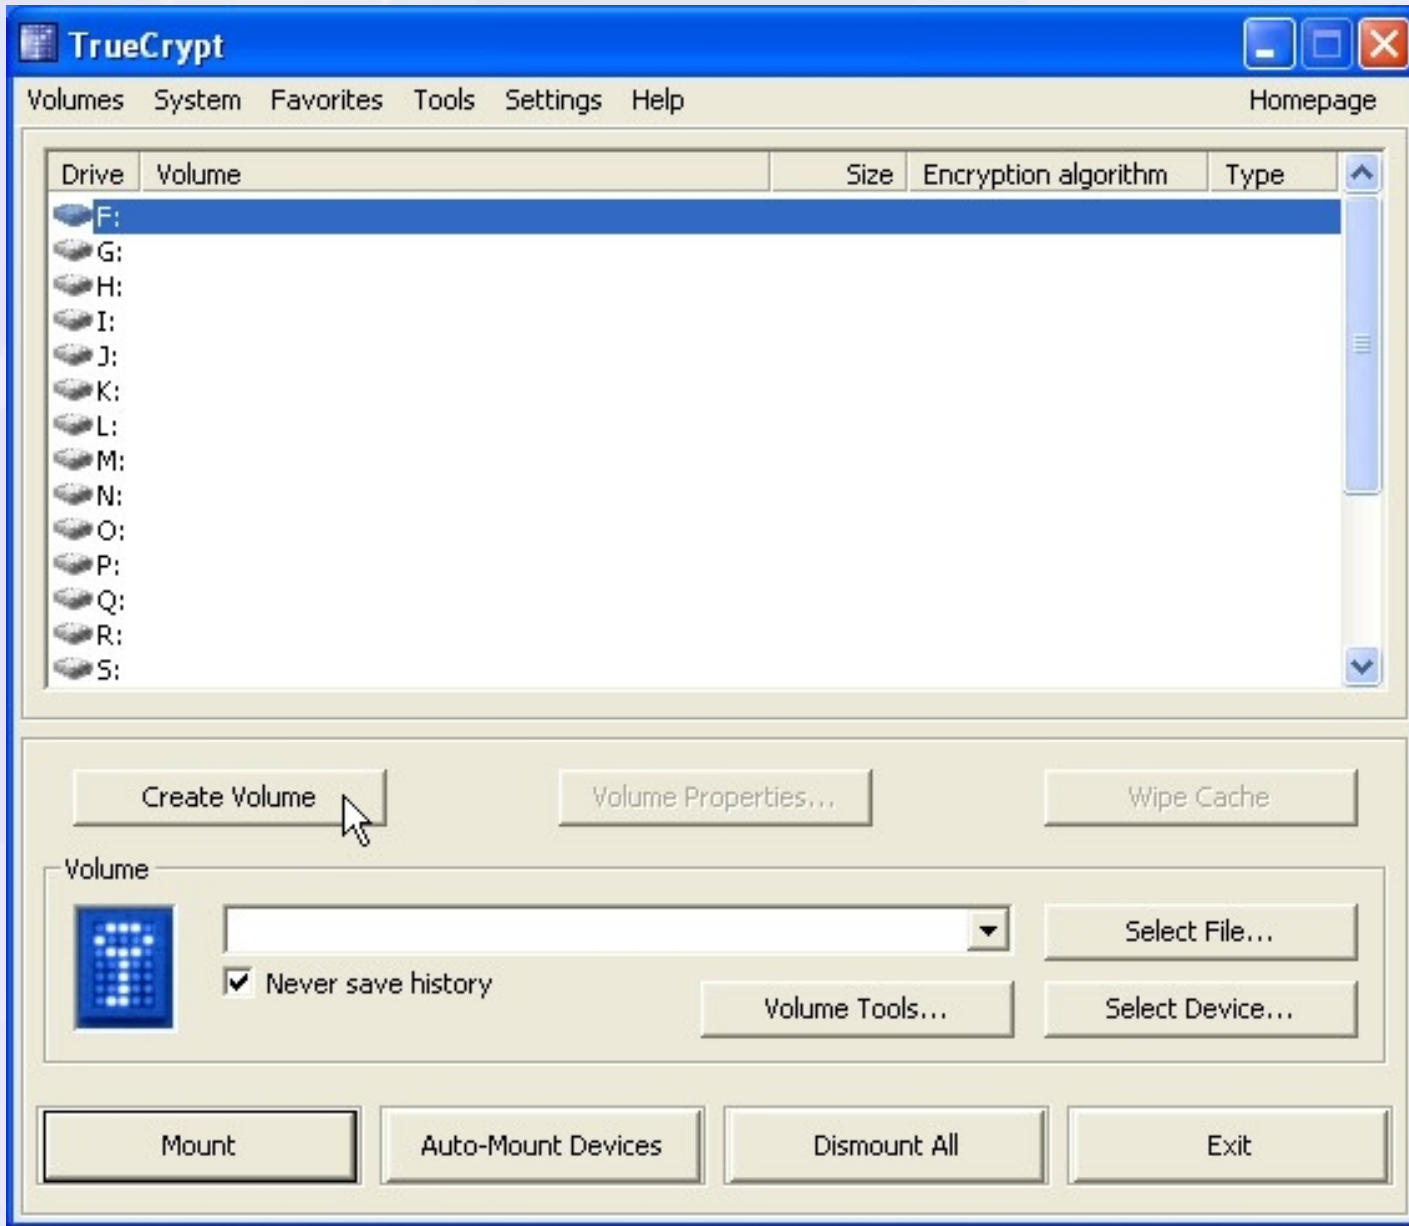 TrueCrypt
Volumes System Favorites Tools Settings Help Homepage
Drive Volume Size Encryption algorithm Type
F:
G:
H:
I:
J:
K:
L:
M:
N:
O:
P:
Q:
R:
S:
Create Volume Volume Properties... Wipe Cache
Volume
Select File...
Never save history
Volume Tools... Select Device...
Mount Auto-Mount Devices Dismount All Exit